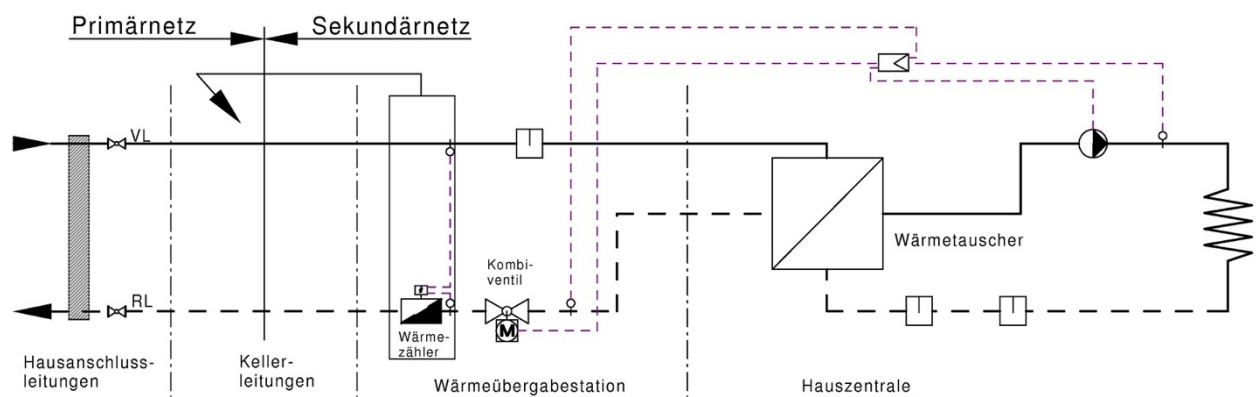 Primärnetz
Sekundärnetz
VL
Wärmetauscher
Kombi-
ventil
RL
M
Wärme-
zähler
Hausanschluss-
leitungen
Keller-
leitungen
Wärmeübergabestation
Hauszentrale